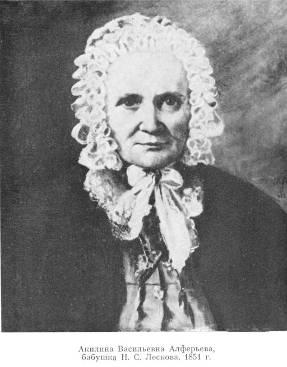 Акилина Васильевна Алферьева,
бабушка Н. С. Лескова. 1851 г.